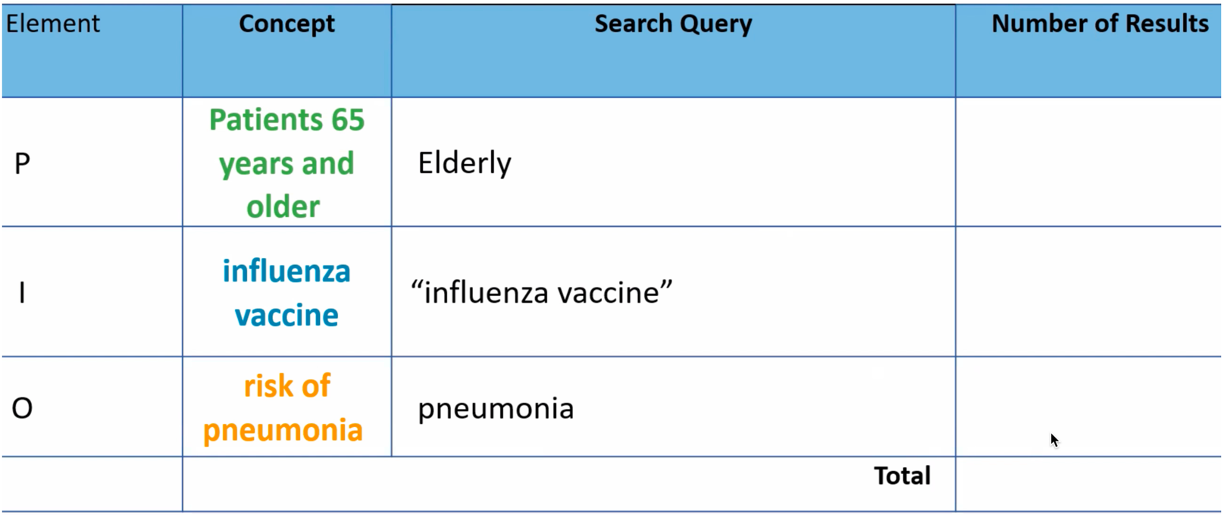 Element Concept Search Query Number of Results
P
Patients 65
years and
older
Elderly
I
influenza
vaccine
“influenza vaccine”
O
risk of
pneumonia
pneumonia
Total